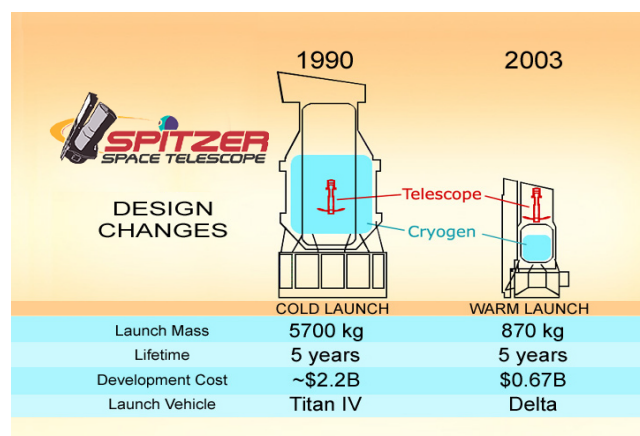 1990 2003
SPITZER
SPACE TELESCOPE
Telescope
DESIGN
CHANGES
Cryogen
COLD LAUNCH WARM LAUNCH
Launch Mass 5700 kg 870 kg
Lifetime 5 years 5 years
Development Cost ~$2.2B $0.67B
Launch Vehicle Titan IV Delta